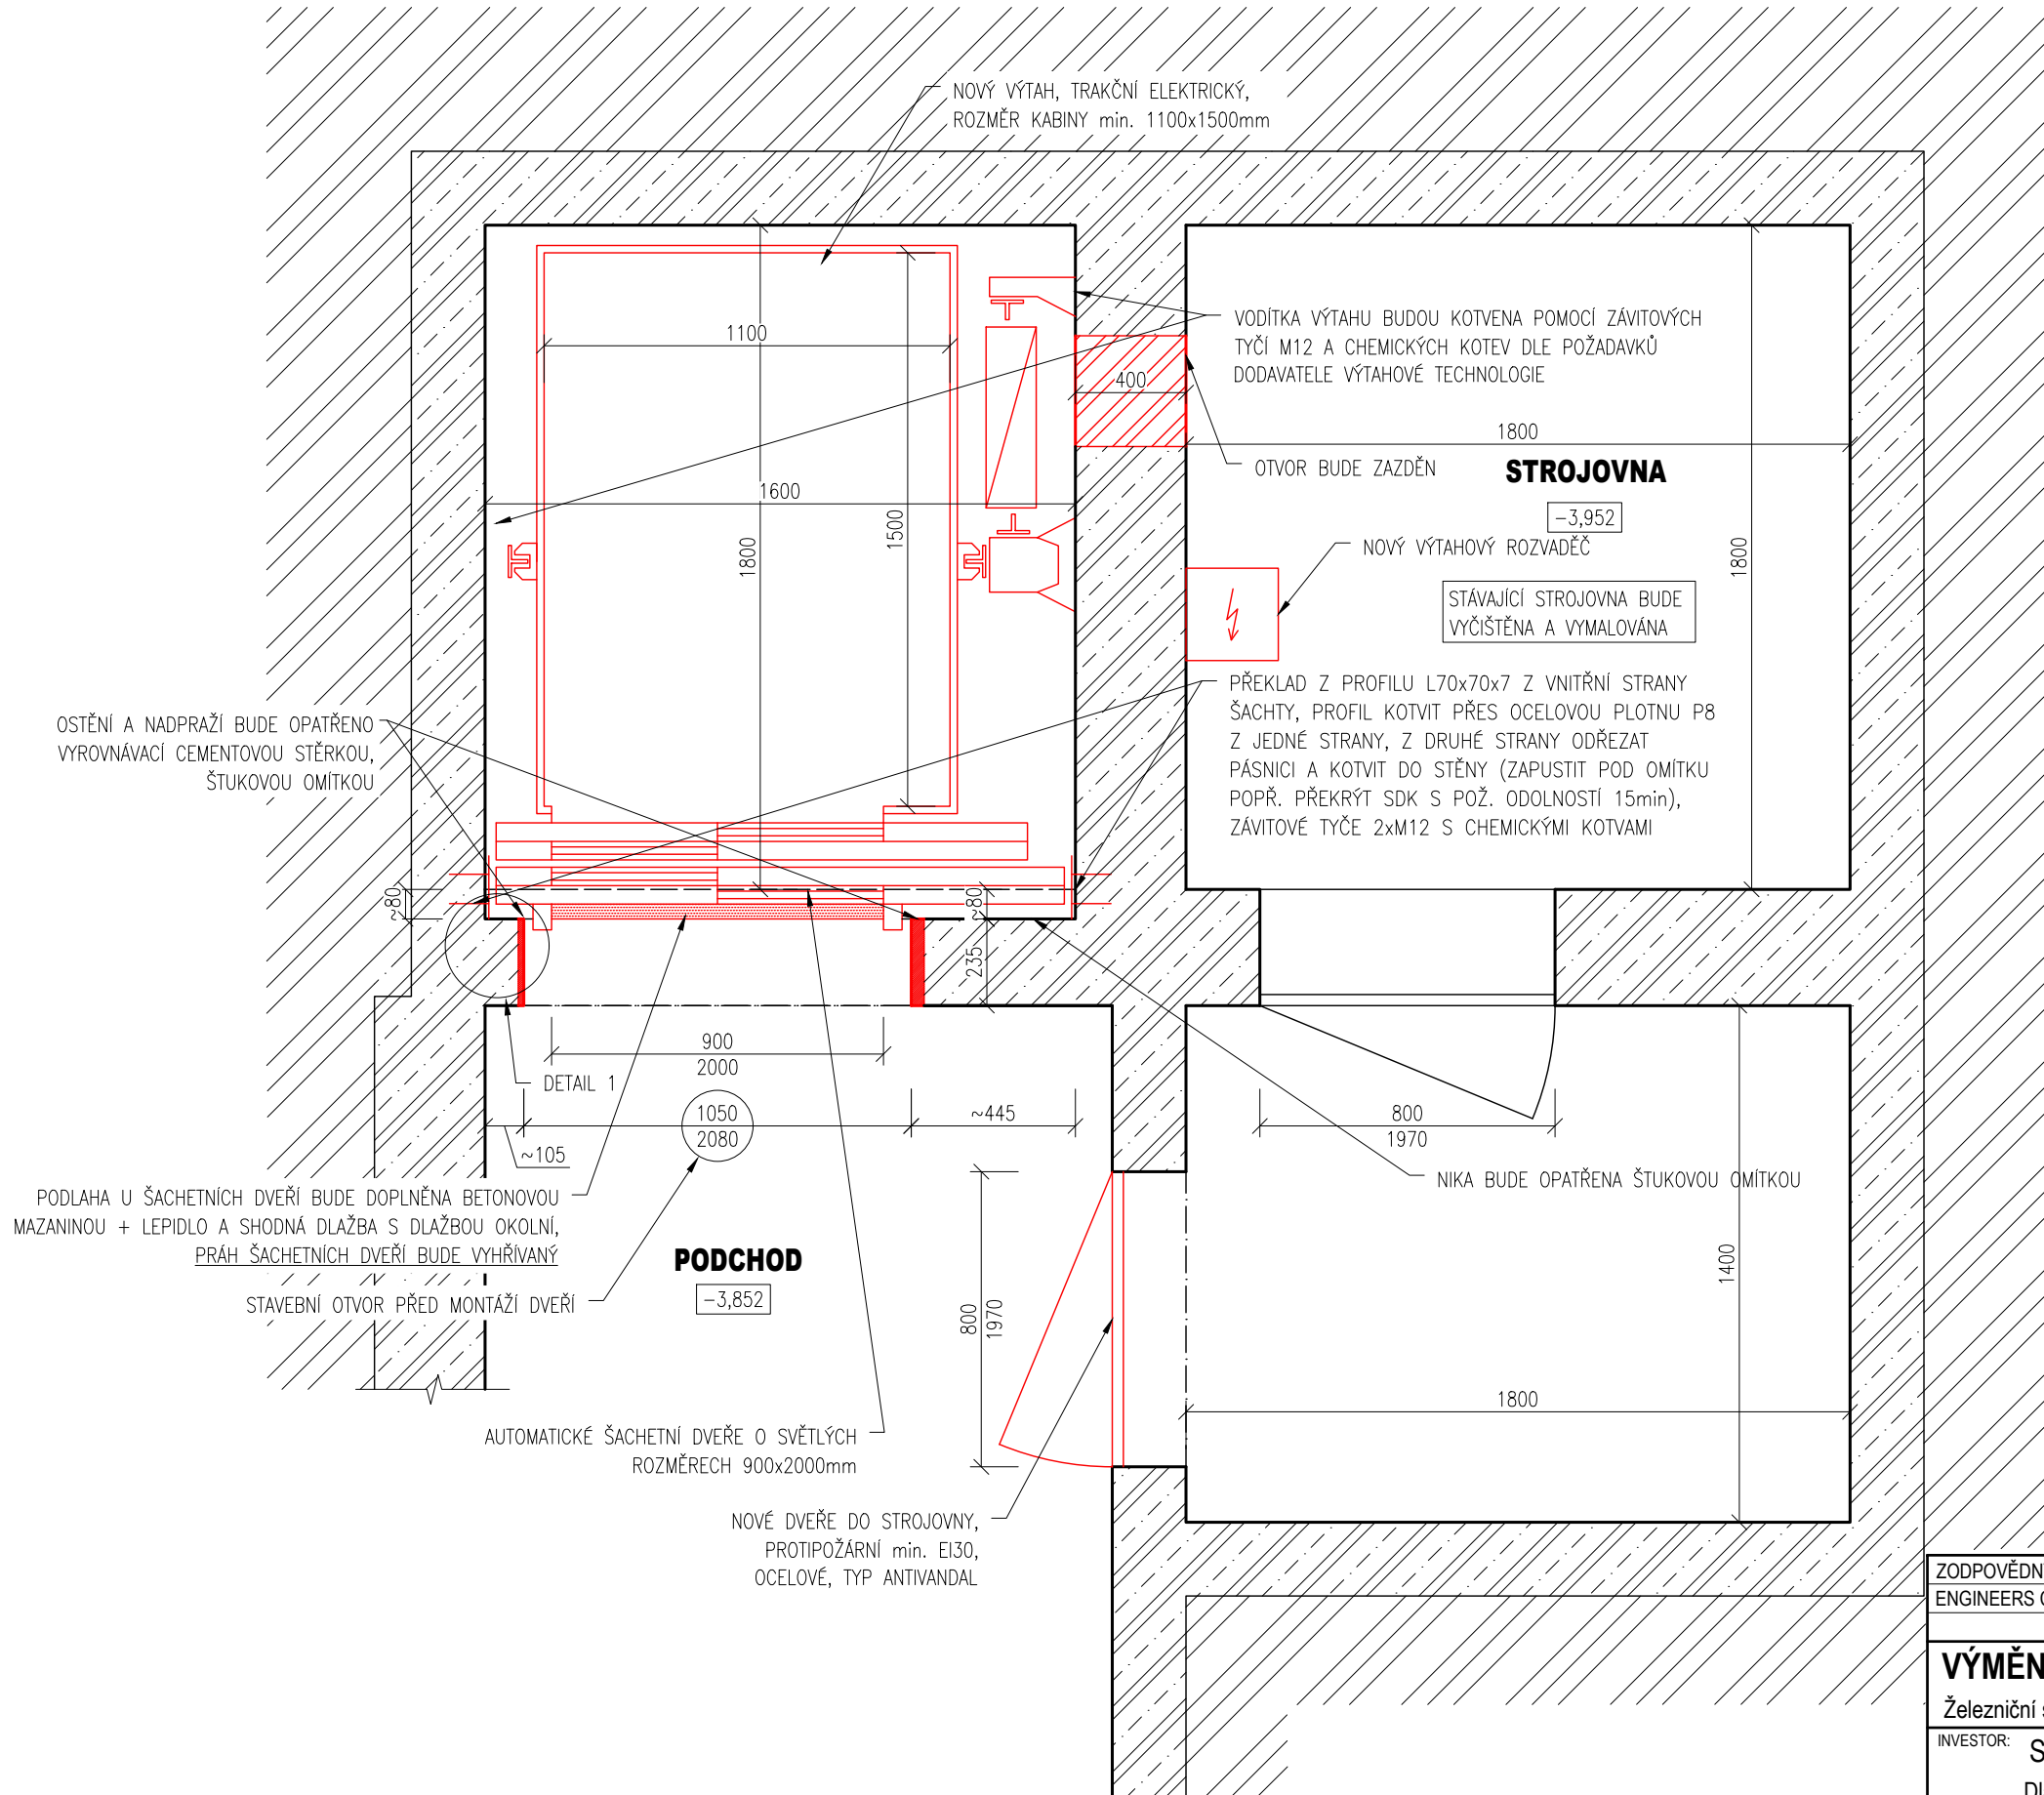 NOVÝ VÝTAH, TRAKČNÍ ELEKTRICKÝ,
ROZMĚR KABINY min. 1100x1500mm
VODÍTKA VÝTAHU BUDOU KOTVENA POMOCÍ ZÁVITOVÝCH
TYČÍ M12 A CHEMICKÝCH KOTEV DLE POŽADAVKŮ
DODAVATELE VÝTAHOVÉ TECHNOLOGIE
1100
400
1800
OTVOR BUDE ZAZDĚN
STROJOVNA
-3,952
1600
1500
1800
1800
NOVÝ VÝTAHOVÝ ROZVADĚČ
STÁVAJÍCÍ STROJOVNA BUDE
VYČIŠTĚNA A VYMALOVÁNA
PŘEKLAD Z PROFILU L70x70x7 Z VNITŘNÍ STRANY
ŠACHTY, PROFIL KOTVIT PŘES OCELOVOU PLOTNU P8
Z JEDNÉ STRANY, Z DRUHÉ STRANY ODŘEZAT
PÁSNICI A KOTVIT DO STĚNY (ZAPUSTIT POD OMÍTKU
POPŘ. PŘEKRÝT SDK S POŽ. ODOLNOSTÍ 15min),
ZÁVITOVÉ TYČE 2xM12 S CHEMICKÝMI KOTVAMI
OSTĚNÍ A NADPRAŽÍ BUDE OPATŘENO
VYROVNÁVACÍ CEMENTOVOU STĚRKOU,
ŠTUKOVOU OMÍTKOU
~80
~80
235
900
2000
DETAIL 1
1050
2080
~445
~105
800
1970
NIKA BUDE OPATŘENA ŠTUKOVOU OMÍTKOU
PODLAHA U ŠACHETNÍCH DVEŘÍ BUDE DOPLNĚNA BETONOVOU
MAZANINOU + LEPIDLO A SHODNÁ DLAŽBA S DLAŽBOU OKOLNÍ,
PRÁH ŠACHETNÍCH DVEŘÍ BUDE VYHŘÍVANÝ
STAVEBNÍ OTVOR PŘED MONTÁŽÍ DVEŘÍ
PODCHOD
-3,852
800
1970
1400
1800
AUTOMATICKÉ ŠACHETNÍ DVEŘE O SVĚTLÝCH
ROZMĚRECH 900x2000mm
NOVÉ DVEŘE DO STROJOVNY,
PROTIPOŽÁRNÍ min. EI30,
OCELOVÉ, TYP ANTIVANDAL
ZODPOVĚDN
ENGINEERS
VÝMĚN
Železniční
INVESTOR: S